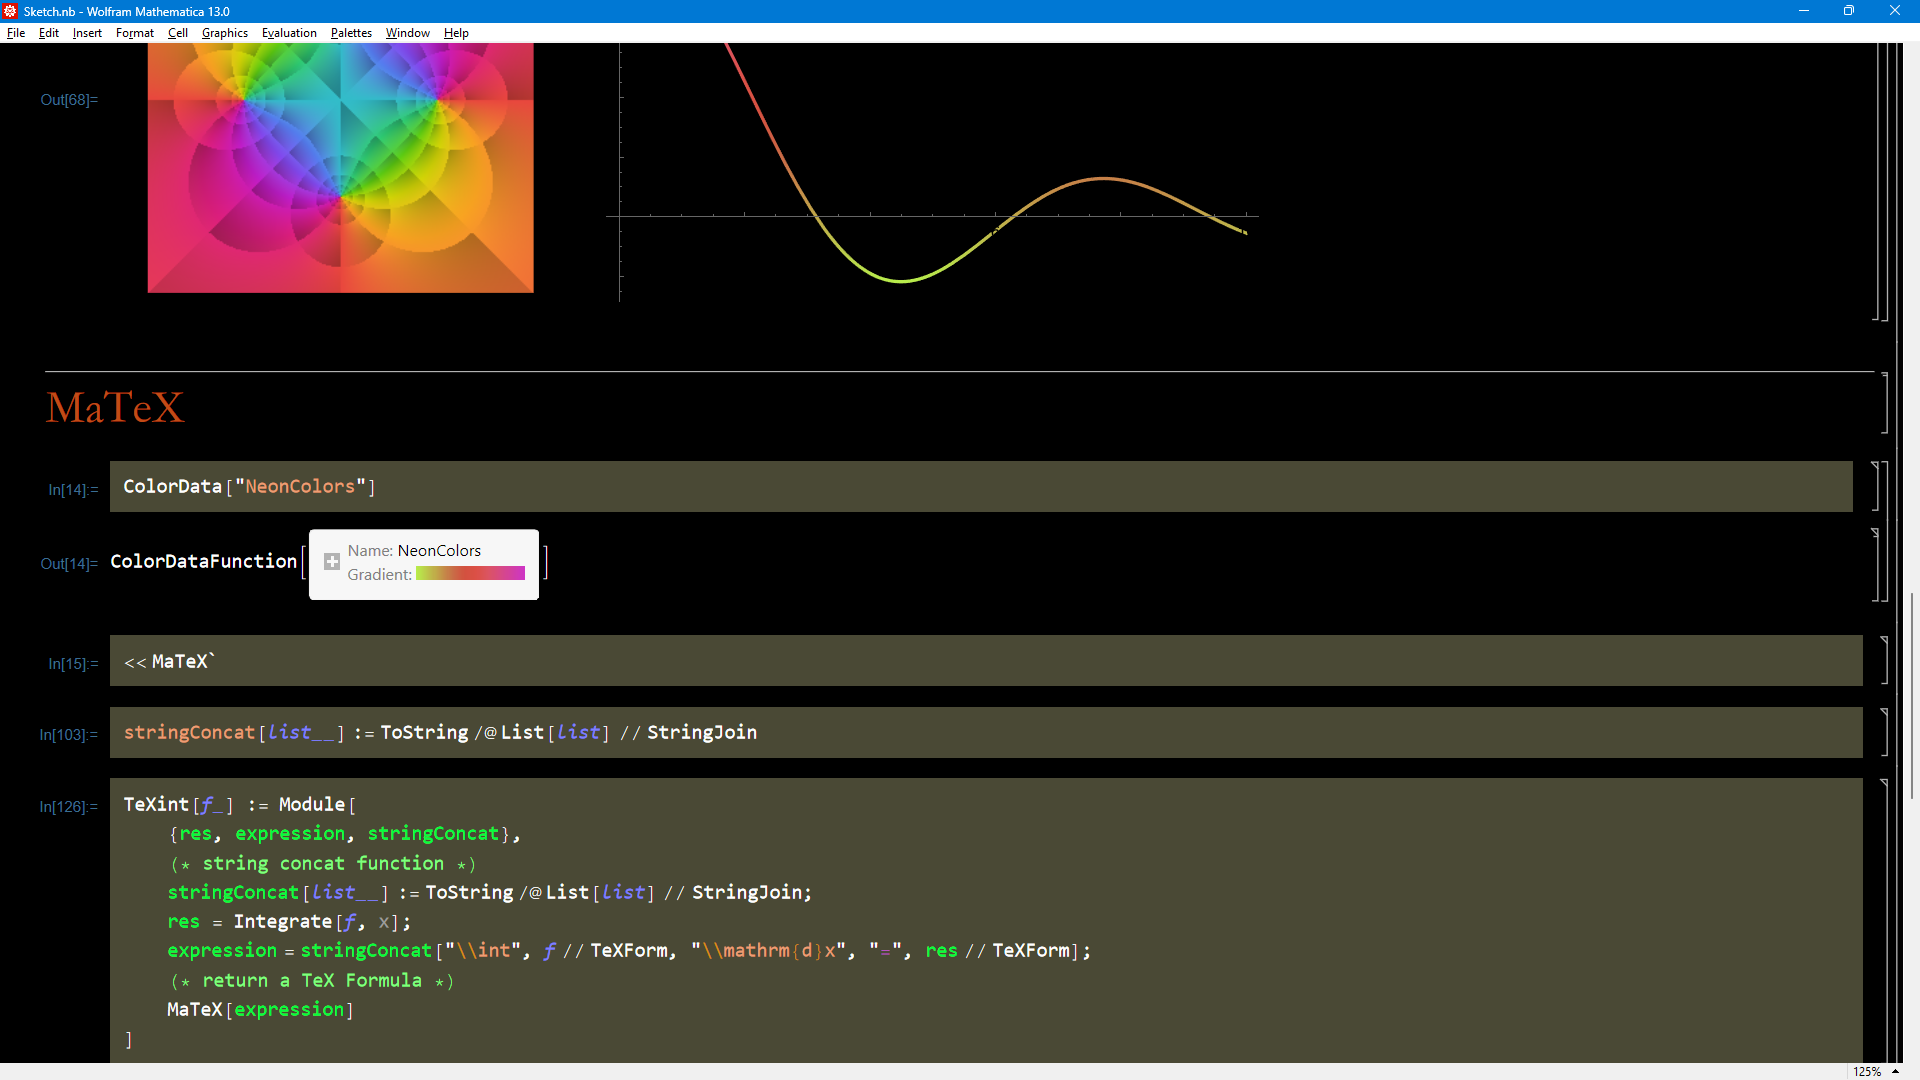 Sketch.nb - Wolfram Mathematica 13.0
File Edit Insert Format Cell Graphics Evaluation Palettes Window Help
Out[68]=
MaTeX
In[14]:= ColorData["NeonColors"]
Out[14]= ColorDataFunction[
Name: NeonColors
Gradient:
]
In[15]:= << MaTeX`
In[103]:= stringConcat[list__] := ToString /@ List[list] // StringJoin
In[126]:= TeXint[f_] := Module[
{res, expression, stringConcat},
(* string concat function *)
stringConcat[list__] := ToString /@ List[list] // StringJoin;
res = Integrate[f, x];
expression = stringConcat["\\int", f // TeXForm, "\\mathrm{d}x", "=", res // TeXForm];
(* return a TeX Formula *)
MaTeX[expression]
]
125%